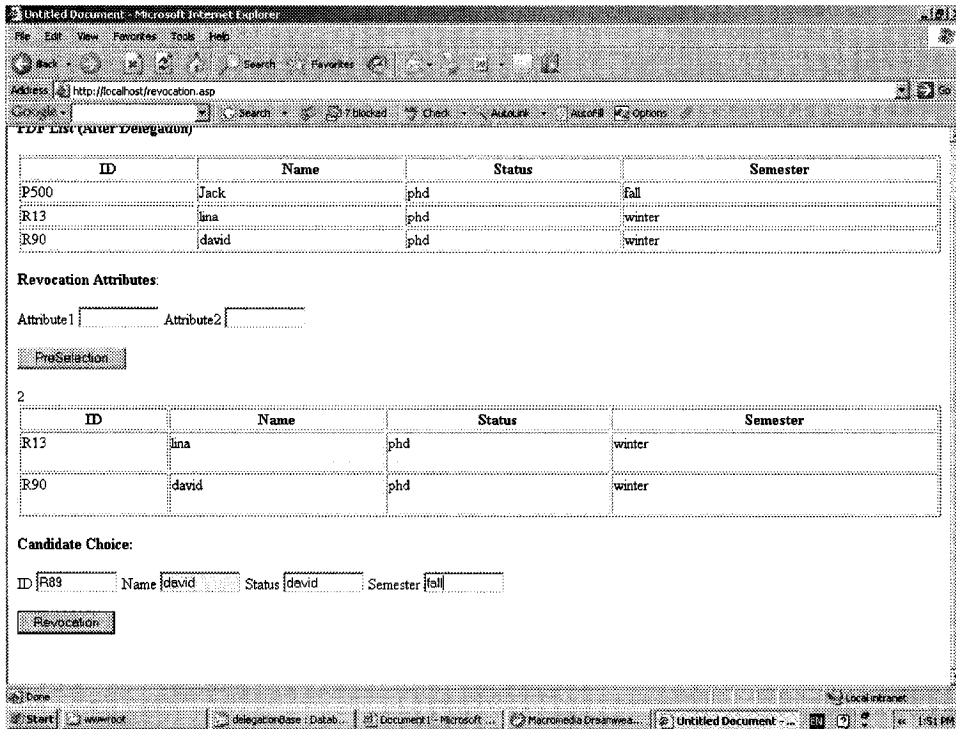 Untitled Document - Microsoft Internet Explorer
File Edit View Favorites Tools Help
Back Search Favorites
Address http://localhost/revocation.asp Go
Google Search 7 blocked Check AutoLink AutoFill Options
PDF List (After Delegation)
ID Name Status Semester
P500 Jack phd fall
R13 lina phd winter
R90 david phd winter
Revocation Attributes:
Attribute1 Attribute2
PreSelection
2
ID Name Status Semester
R13 lina phd winter
R90 david phd winter
Candidate Choice:
ID R89 Name david Status david Semester fall
Revocation
Done Local intranet
Start wwwroot delegationBase : Datab... Document1 - Microsoft ... Macromedia Dreamwea... Untitled Document - ... EN « 1:51 PM